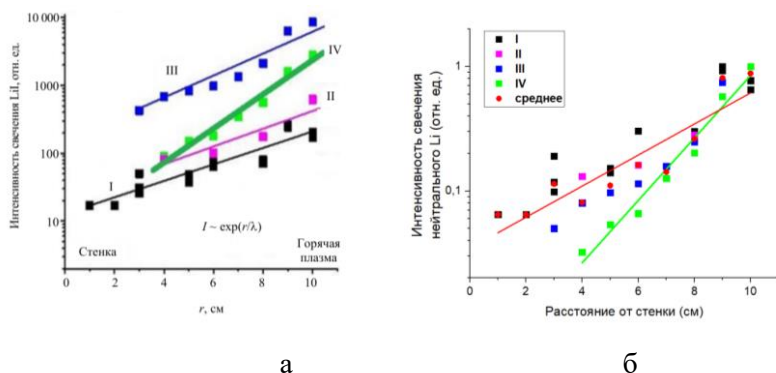 Интенсивность свечения LiI, отн. ед.
10 000
1000
100
10
III
IV
II
I
I ~ exp(r/λ)
Стенка
Горячая
плазма
0
2
4
6
8
10
r, см
а
Интенсивность свечения
нейтрального Li (отн. ед.)
1
0,1
I
II
III
IV
среднее
0
2
4
6
8
10
Расстояние от стенки (см)
б